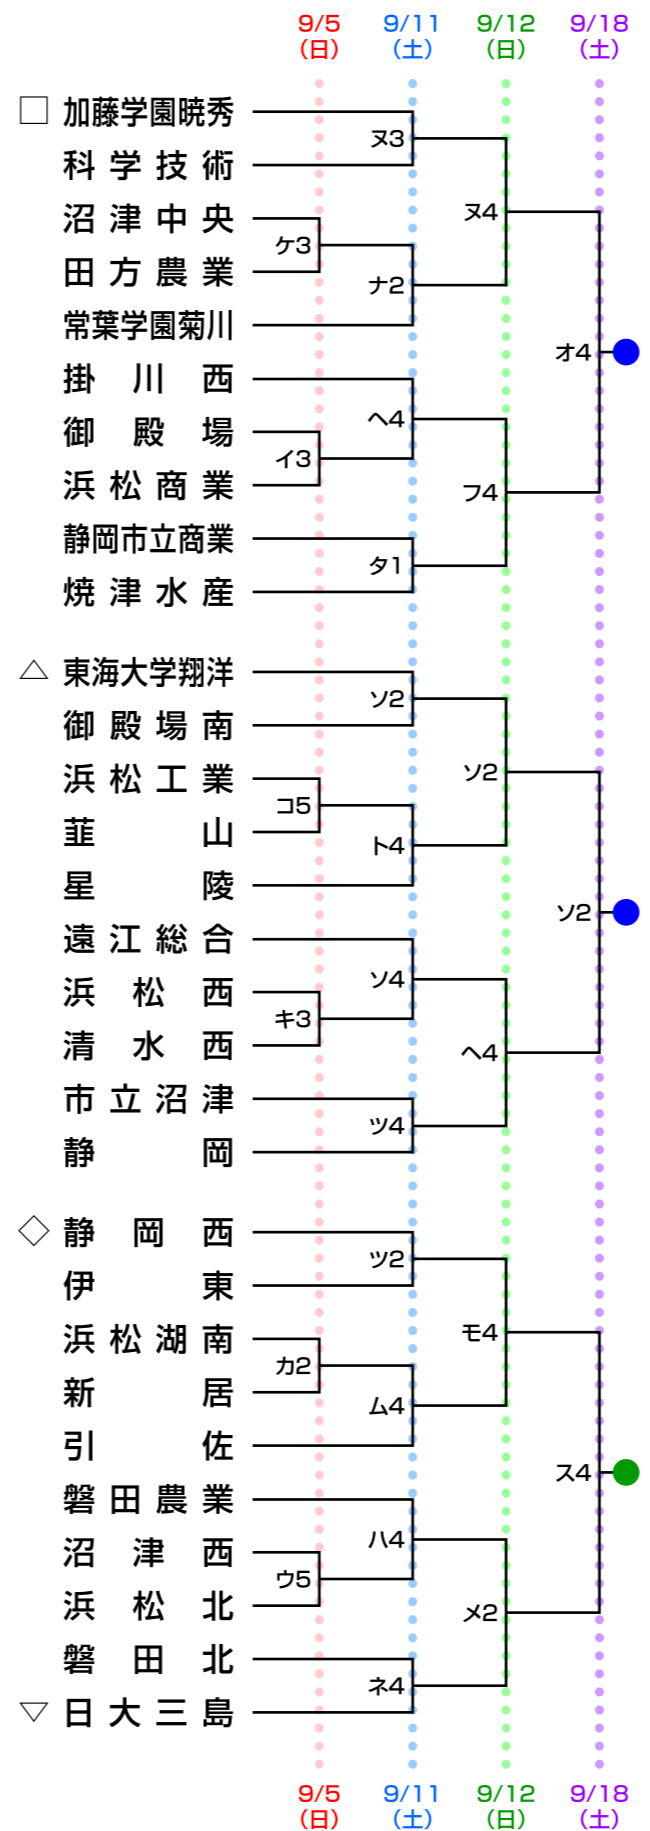 9/5 9/11 9/12 9/18
(日) (土) (日) (土)
□ 加藤学園暁秀
ヌ3
科学技術
沼津中央
ヌ4
ケ3
田方農業
ナ2
常葉学園菊川
オ4
掛川西
ヘ4
御殿場
イ3
浜松商業
フ4
静岡市立商業
タ1
焼津水産
△ 東海大学翔洋
ソ2
御殿場南
ソ2
浜松工業
コ5
韮山
ト4
星陵
ソ2
遠江総合
ソ4
浜松西
キ3
清水西
ヘ4
市立沼津
ツ4
静岡
◇ 静岡西
ツ2
伊東
モ4
浜松湖南
カ2
新居
ム4
引佐
ス4
磐田農業
ハ4
沼津西
ウ5
浜松北
メ2
磐田北
ネ4
▽ 日大三島
9/5 9/11 9/12 9/18
(日) (土) (日) (土)